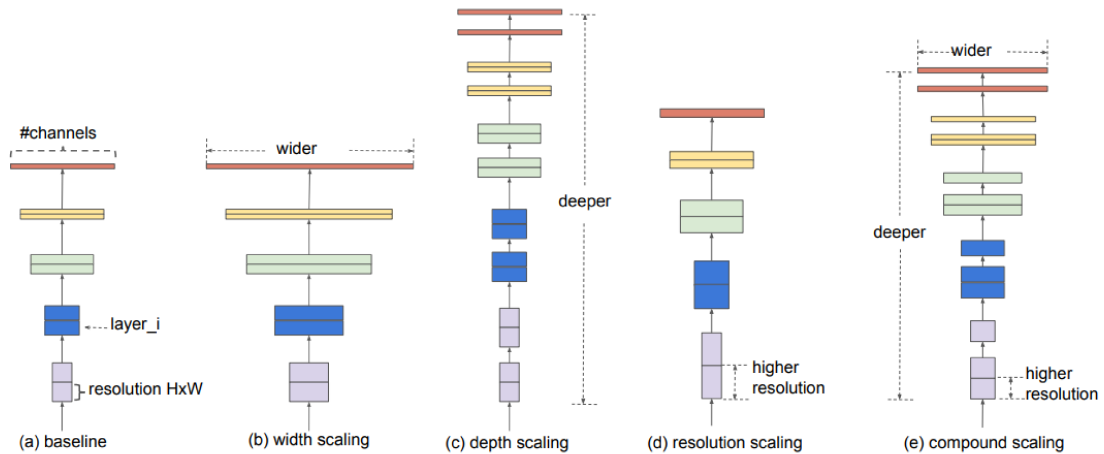 #channels
layer_i
resolution HxW
(a) baseline
wider
(b) width scaling
deeper
(c) depth scaling
higher
resolution
(d) resolution scaling
wider
deeper
higher
resolution
(e) compound scaling